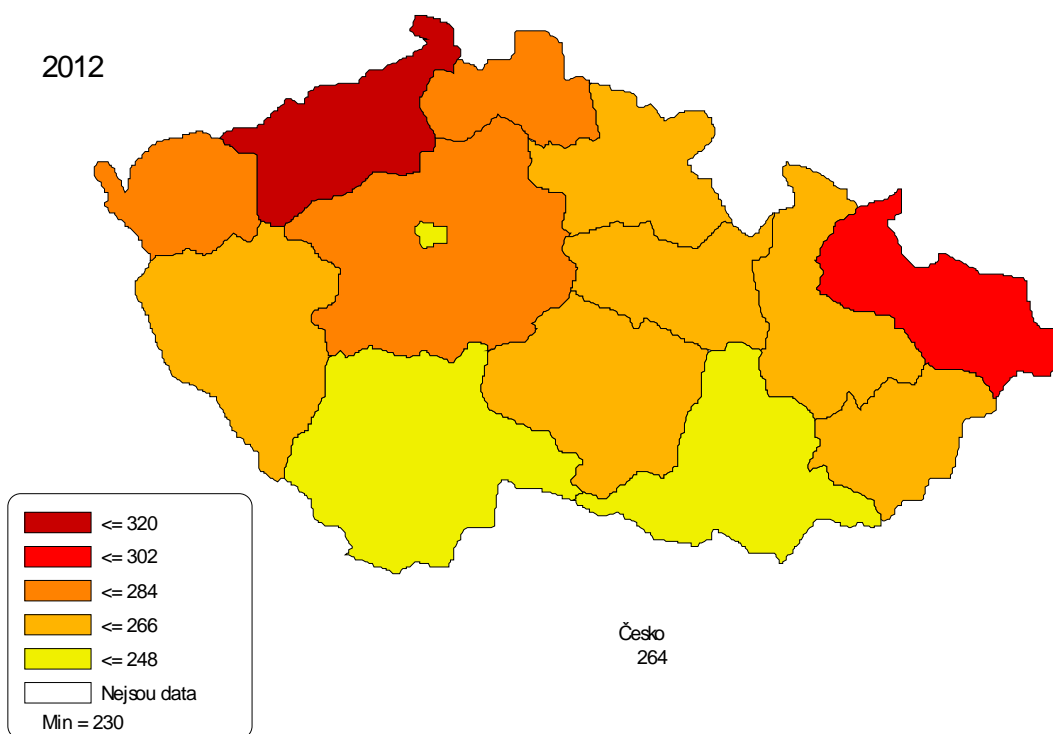 2012
<= 320
<= 302
<= 284
<= 266
<= 248
Nejsou data
Min = 230
Česko
264